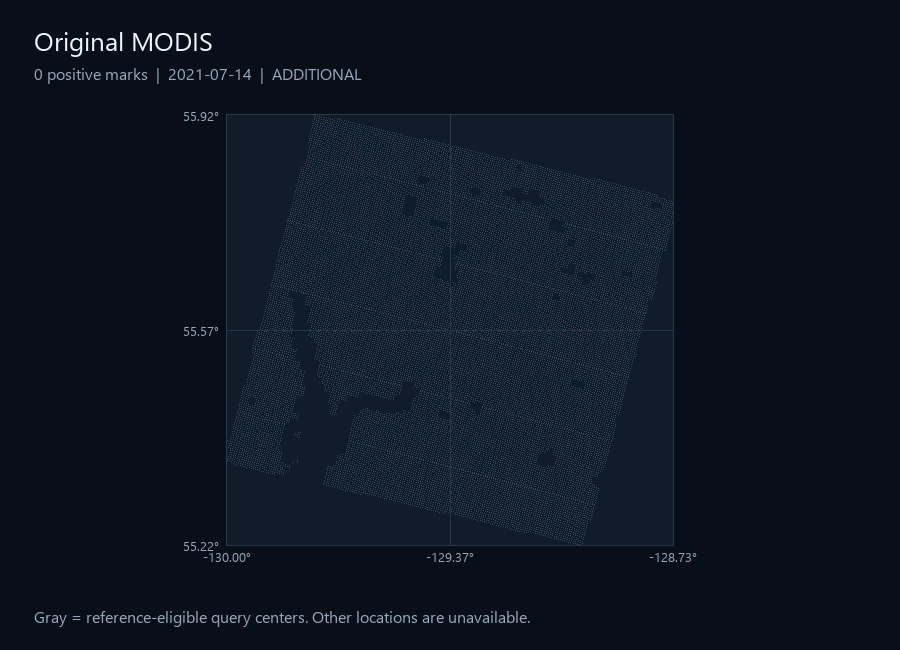 Original MODIS
0 positive marks | 2021-07-14 | ADDITIONAL
55.92°
55.57°
55.22°
-130.00°
-129.37°
-128.73°
Gray = reference-eligible query centers. Other locations are unavailable.